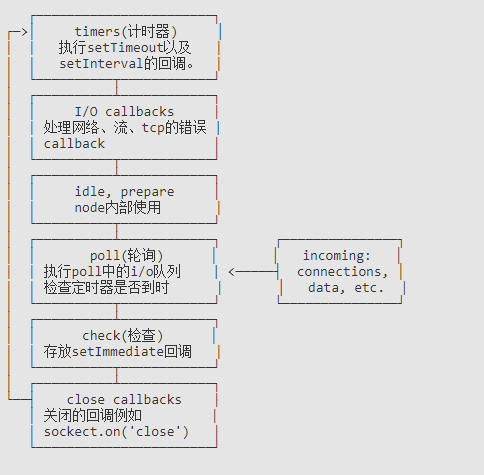 timers(计时器)
执行setTimeout以及
setInterval的回调。
I/O callbacks
处理网络、流、tcp的错误
callback
idle, prepare
node内部使用
poll(轮询)
执行poll中的i/o队列
检查定时器是否到时
incoming:
connections,
data, etc.
check(检查)
存放setImmediate回调
close callbacks
关闭的回调例如
sockect.on('close')